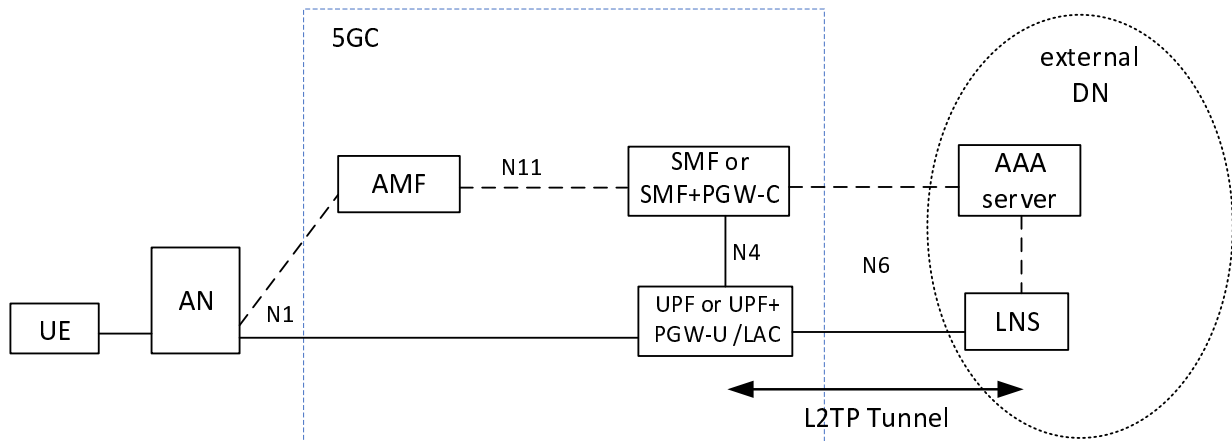 5GC
external
DN
N11
AMF
SMF or
SMF+PGW-C
AAA
server
N4
N6
AN
N1
UE
UPF or UPF+
PGW-U /LAC
LNS
L2TP Tunnel